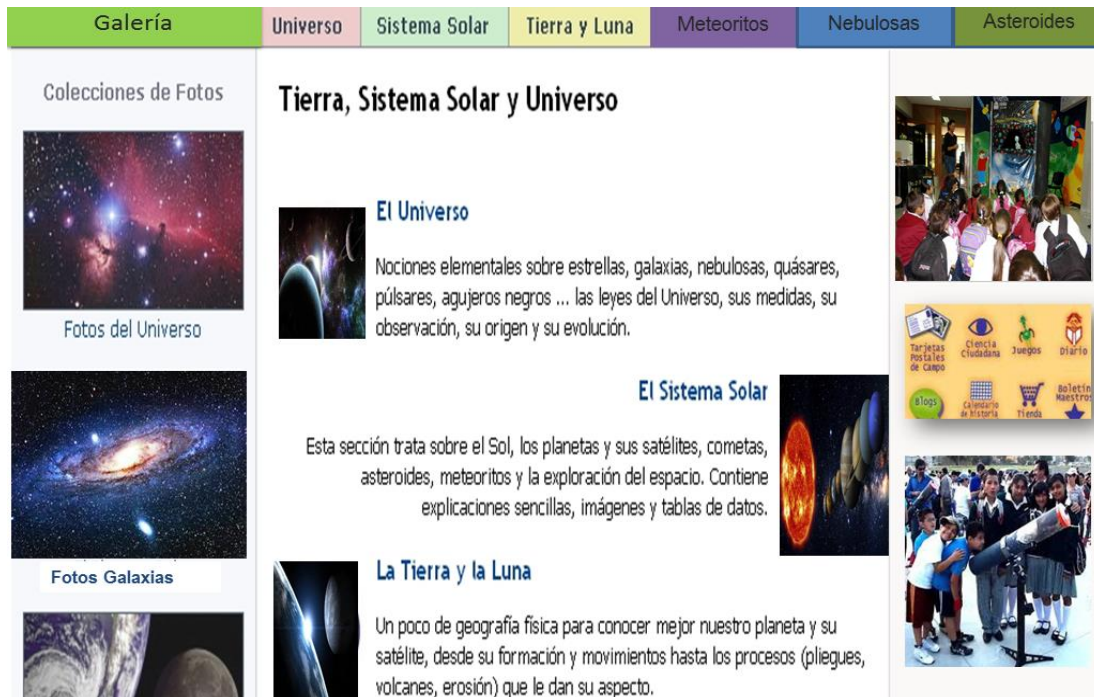 Galería
Universo
Sistema Solar
Tierra y Luna
Meteoritos
Nebulosas
Asteroides
Colecciones de Fotos
Fotos del Universo
Fotos Galaxias
Tierra, Sistema Solar y Universo
El Universo
Nociones elementales sobre estrellas, galaxias, nebulosas, quásares,
púlsares, agujeros negros ... las leyes del Universo, sus medidas, su
observación, su origen y su evolución.
El Sistema Solar
Esta sección trata sobre el Sol, los planetas y sus satélites, cometas,
asteroides, meteoritos y la exploración del espacio. Contiene
explicaciones sencillas, imágenes y tablas de datos.
La Tierra y la Luna
Un poco de geografía física para conocer mejor nuestro planeta y su
satélite, desde su formación y movimientos hasta los procesos (pliegues,
volcanes, erosión) que le dan su aspecto.
Tarjetas
Postales
de Campo
Ciencia
Ciudadana
Juegos
Diario
Blogs
Calendario
de historia
Tienda
Boletín
Maestros